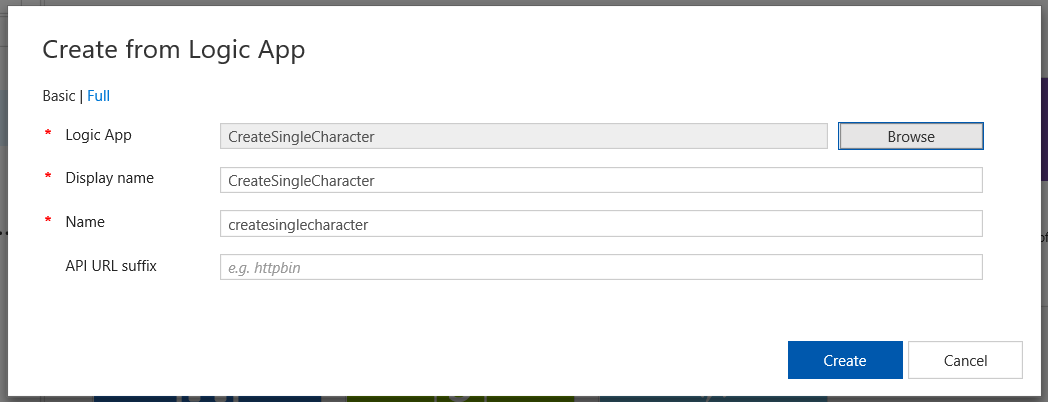 Create from Logic App
Basic | Full
* Logic App CreateSingleCharacter Browse
* Display name CreateSingleCharacter
* Name createsinglecharacter
API URL suffix e.g. httpbin
Create Cancel